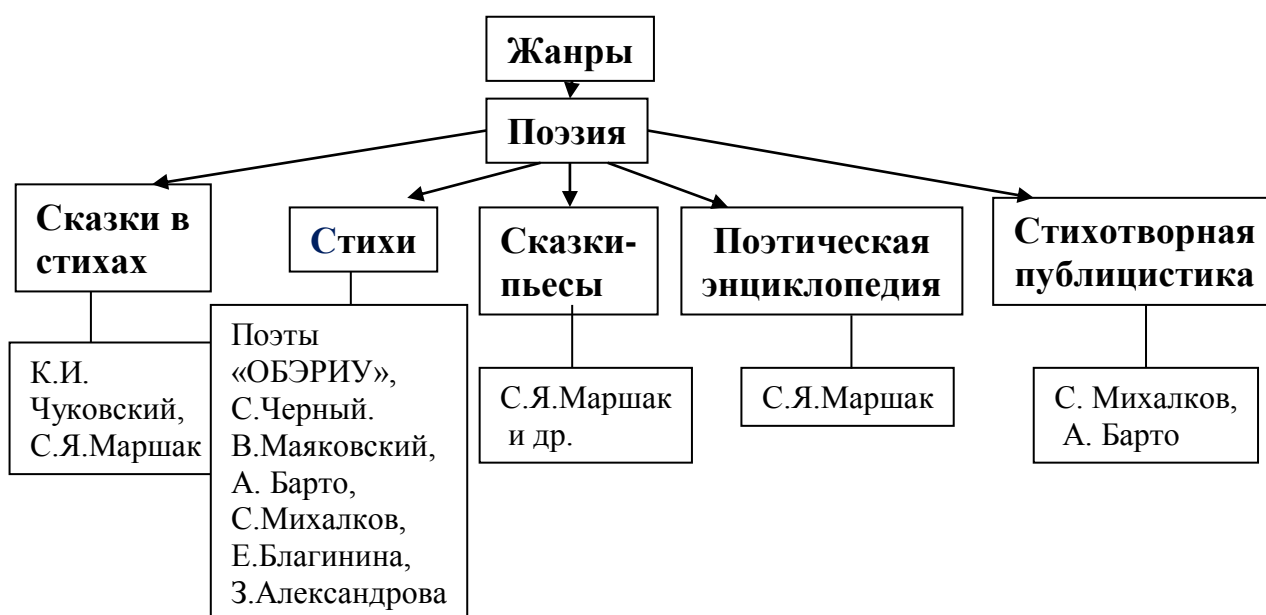 Жанры
Поэзия
Сказки в
стихах
Стихи
Сказки-
пьесы
Поэтическая
энциклопедия
Стихотворная
публицистика
К.И.
Чуковский,
С.Я.Маршак
Поэты
«ОБЭРИУ»,
С.Черный.
В.Маяковский,
А. Барто,
С.Михалков,
Е.Благинина,
З.Александрова
С.Я.Маршак
и др.
С.Я.Маршак
С. Михалков,
А. Барто